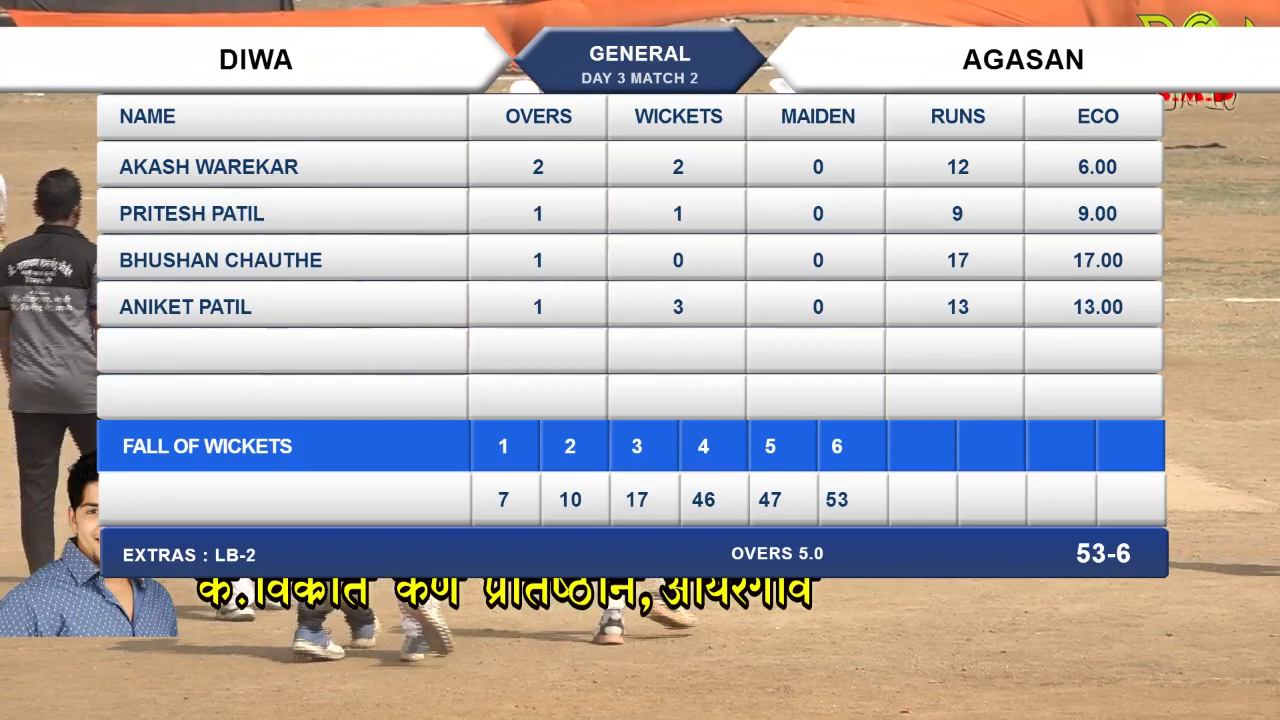 DIWA
GENERAL
DAY 3 MATCH 2
AGASAN
NAME OVERS WICKETS MAIDEN RUNS ECO
AKASH WAREKAR 2 2 0 12 6.00
PRITESH PATIL 1 1 0 9 9.00
BHUSHAN CHAUTHE 1 0 0 17 17.00
ANIKET PATIL 1 3 0 13 13.00
FALL OF WICKETS 1 2 3 4 5 6
7 10 17 46 47 53
EXTRAS : LB-2 OVERS 5.0 53-6